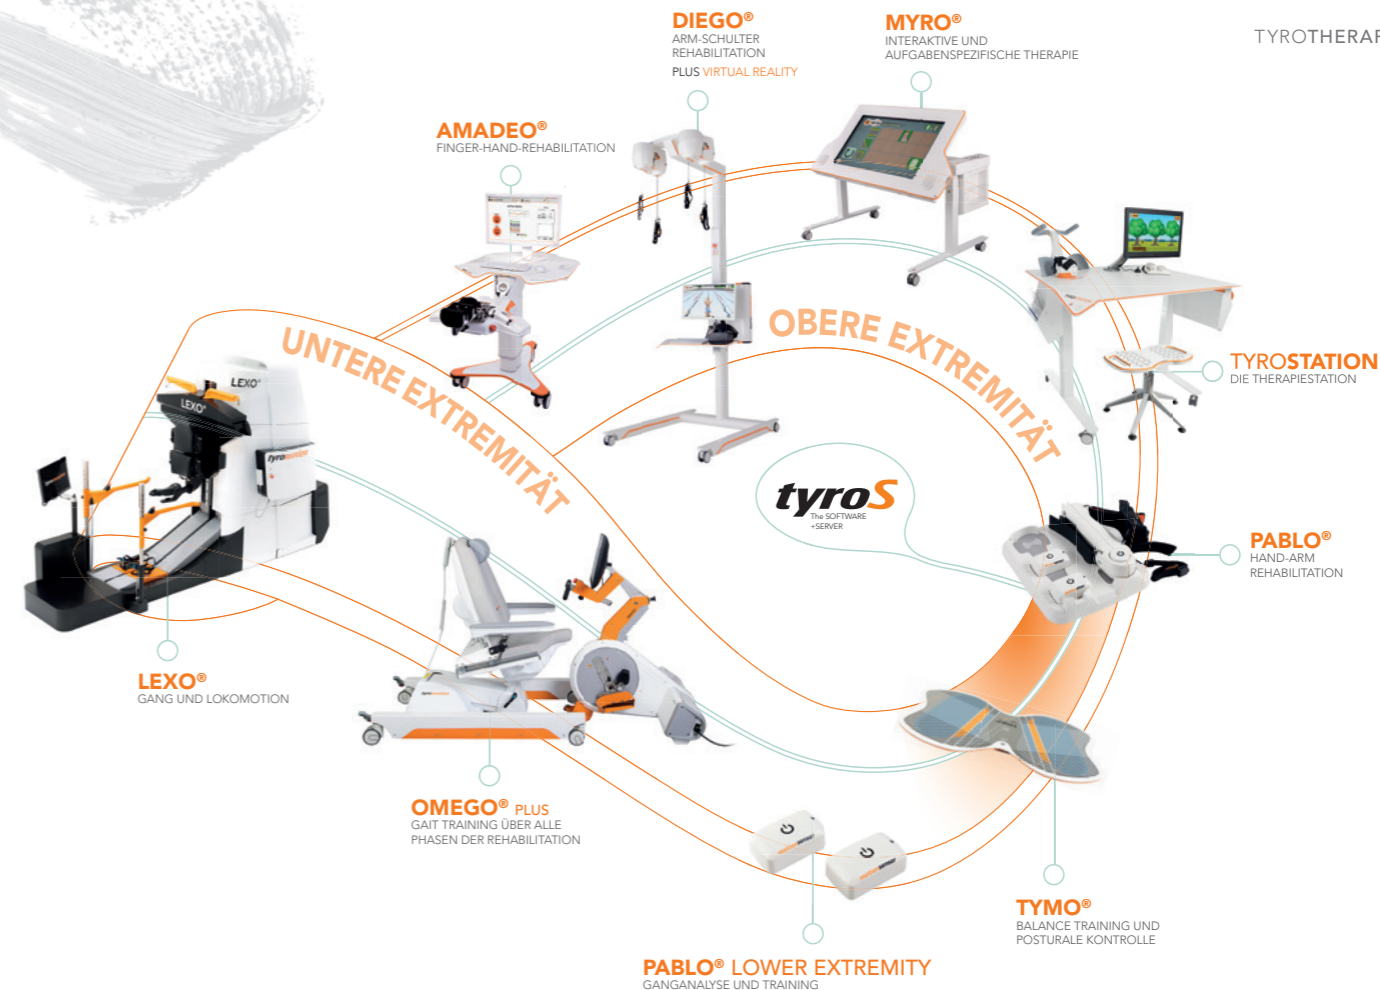 DIEGO®
ARM-SCHULTER
REHABILITATION
PLUS VIRTUAL REALITY
MYRO®
INTERAKTIVE UND
AUFGABENSPEZIFISCHE THERAPIE
TYROTHERAP
AMADEO®
FINGER-HAND-REHABILITATION
UNTERE EXTREMITÄT
OBERE EXTREMITÄT
TYROSTATION
DIE THERAPIESTATION
LEXO®
LEXO®
tyromotion
tyroS
The SOFTWARE
+SERVER
PABLO®
HAND-ARM
REHABILITATION
LEXO®
GANG UND LOKOMOTION
OMEGO® PLUS
GAIT TRAINING ÜBER ALLE
PHASEN DER REHABILITATION
TYMO®
BALANCE TRAINING UND
POSTURALE KONTROLLE
PABLO® LOWER EXTREMITY
GANGANALYSE UND TRAINING